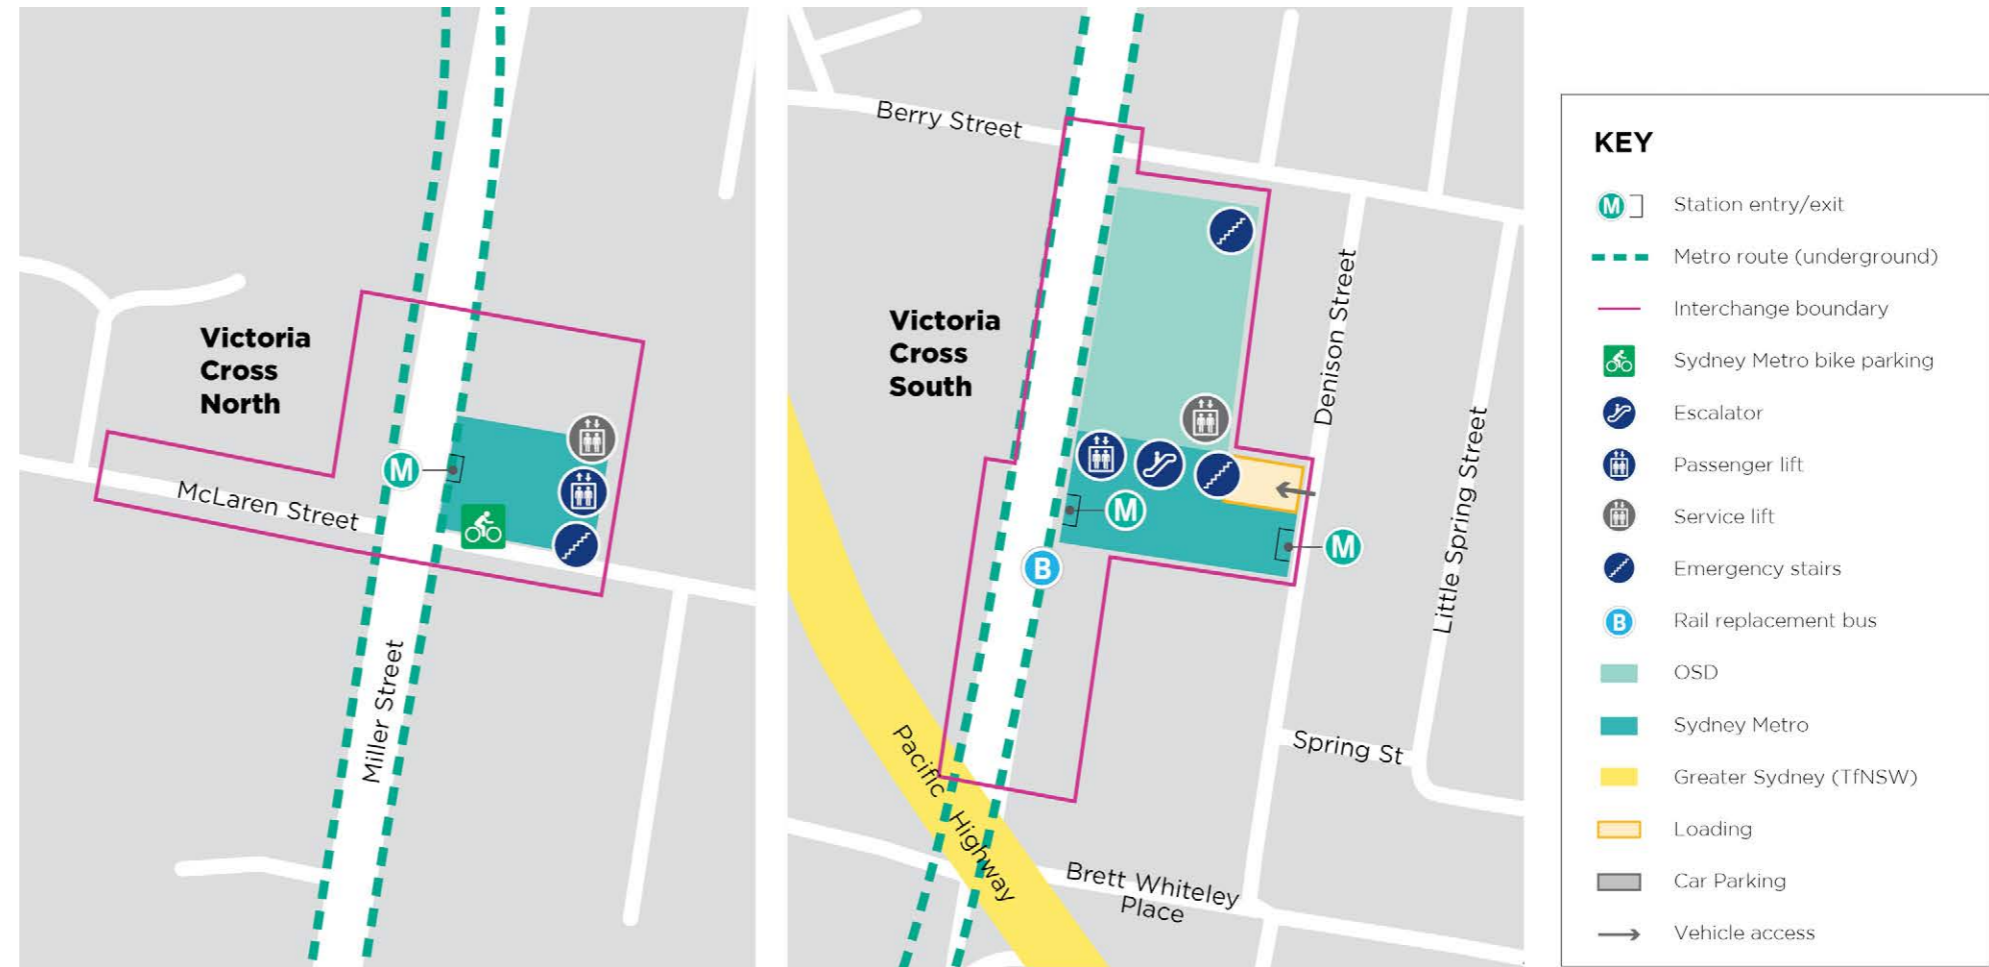 Victoria
Cross
North
M
McLaren Street
Miller Street
Berry Street
Victoria
Cross
South
Denison Street
Little Spring Street
M
M
B
Spring St
Pacific Highway
Brett Whiteley
Place
KEY
M Station entry/exit
Metro route (underground)
Interchange boundary
Sydney Metro bike parking
Escalator
Passenger lift
Service lift
Emergency stairs
B Rail replacement bus
OSD
Sydney Metro
Greater Sydney (TfNSW)
Loading
Car Parking
Vehicle access